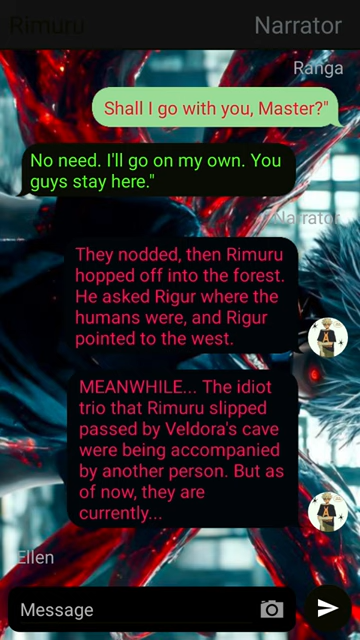 Rimuru
Narrator
Ranga
Shall I go with you, Master?"
No need. I'll go on my own. You
guys stay here."
Narrator
They nodded, then Rimuru
hopped off into the forest.
He asked Rigur where the
humans were, and Rigur
pointed to the west.
MEANWHILE... The idiot
trio that Rimuru slipped
passed by Veldora's cave
were being accompanied
by another person. But as
of now, they are
currently...
Ellen
Message